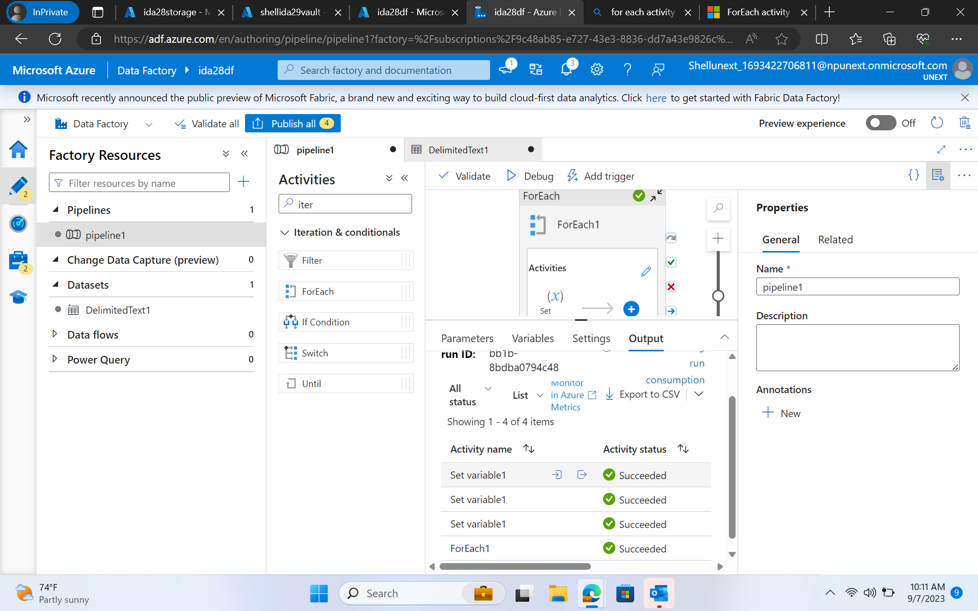 InPrivate
ida28storage - M
shellida29vault -
ida28df - Micros
ida28df - Azure
for each activity
ForEach activity
https://adf.azure.com/en/authoring/pipeline/pipeline1?factory=%2Fsubscriptions%2F9c48ab85-e727-43e3-8836-dd7a43e9826c%...
Microsoft Azure
Data Factory
ida28df
Search factory and documentation
1
3
Shellunext_1693422706811@npunext.onmicrosoft.com
UNEXT
Microsoft recently announced the public preview of Microsoft Fabric, a brand new and exciting way to build cloud-first data analytics. Click here to get started with Fabric Data Factory!
Data Factory
Validate all
Publish all 4
Preview experience
Off
2
2
Factory Resources
Filter resources by name
Pipelines 1
pipeline1
Change Data Capture (preview) 0
Datasets 1
DelimitedText1
Data flows 0
Power Query 0
pipeline1
DelimitedText1
Activities
iter
Iteration & conditionals
Filter
ForEach
If Condition
Switch
Until
Validate
Debug
Add trigger
{}
ForEach
ForEach1
Activities
(x)
Set
Parameters
Variables
Settings
Output
run ID:
bb1b-
8bdba0794c48
run
consumption
All
status
List
Monitor
in Azure
Metrics
Export to CSV
Showing 1 - 4 of 4 items
Activity name
Activity status
Set variable1 Succeeded
Set variable1 Succeeded
Set variable1 Succeeded
ForEach1 Succeeded
Properties
General
Related
Name *
pipeline1
Description
Annotations
New
74°F
Partly sunny
Search
10:11 AM
9/7/2023
9